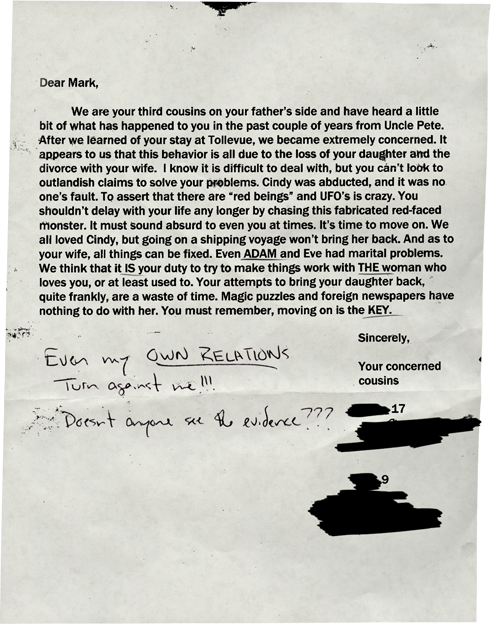 Dear Mark,
We are your third cousins on your father's side and have heard a little
bit of what has happened to you in the past couple of years from Uncle Pete.
After we learned of your stay at Tollevue, we became extremely concerned. It
appears to us that this behavior is all due to the loss of your daughter and the
divorce with your wife. I know it is difficult to deal with, but you can't look to
outlandish claims to solve your problems. Cindy was abducted, and it was no
one's fault. To assert that there are “red beings” and UFO's is crazy. You
shouldn't delay with your life any longer by chasing this fabricated red-faced
monster. It must sound absurd to even you at times. It's time to move on. We
all loved Cindy, but going on a shipping voyage won't bring her back. And as to
your wife, all things can be fixed. Even ADAM and Eve had marital problems.
We think that it IS your duty to try to make things work with THE woman who
loves you, or at least used to. Your attempts to bring your daughter back,
quite frankly, are a waste of time. Magic puzzles and foreign newspapers have
nothing to do with her. You must remember, moving on is the KEY.
Sincerely,
Your concerned
cousins
Even my OWN RELATIONS
Turn against me!!!
Doesn't anyone see the evidence???
17
9